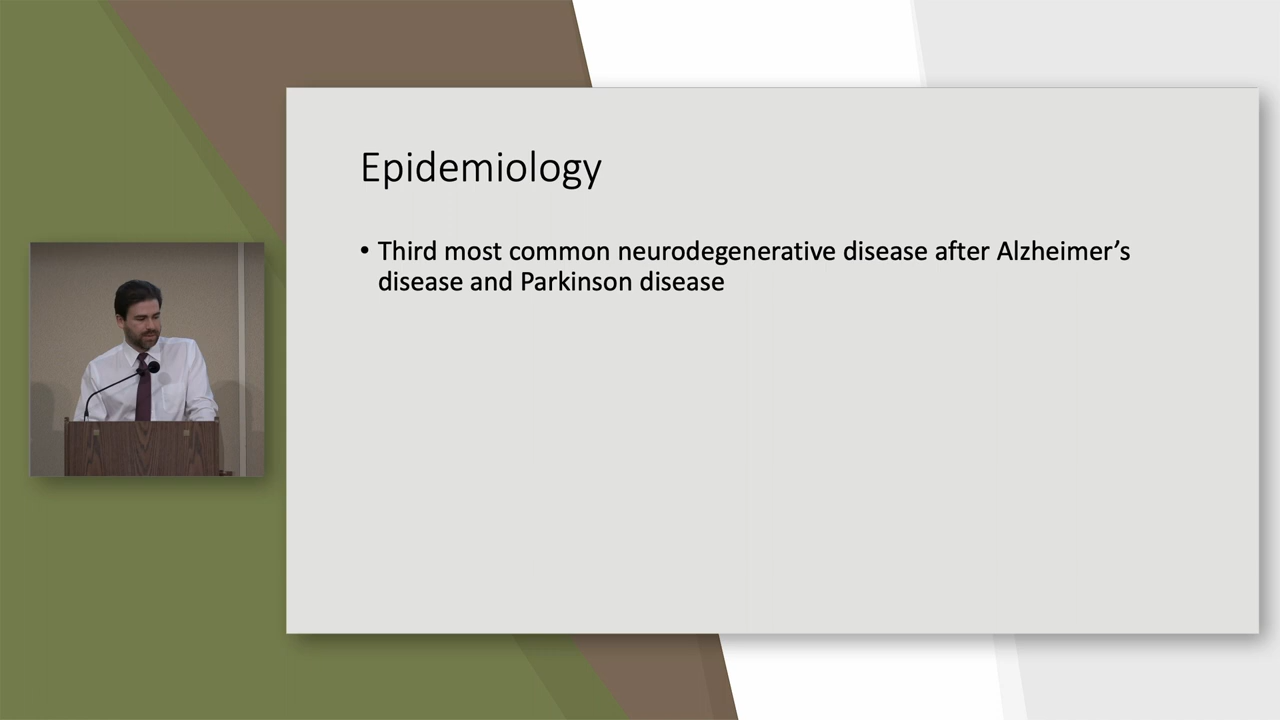 Epidemiology
• Third most common neurodegenerative disease after Alzheimer’s
disease and Parkinson disease